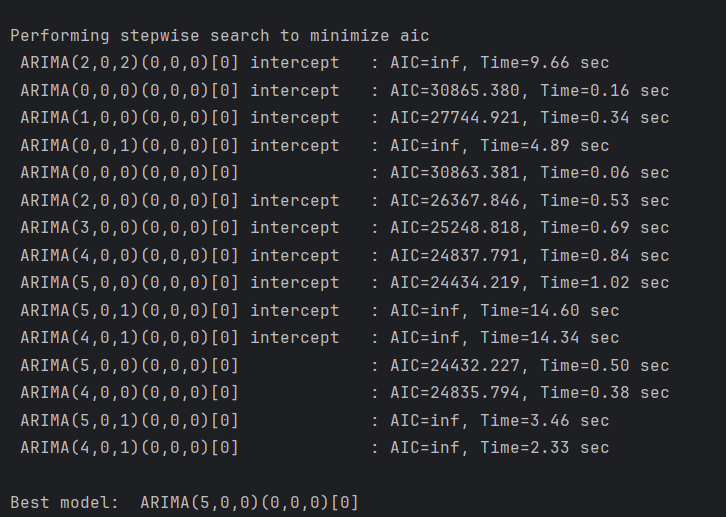 Performing stepwise search to minimize aic
 ARIMA(2,0,2)(0,0,0)[0] intercept   : AIC=inf, Time=9.66 sec
 ARIMA(0,0,0)(0,0,0)[0] intercept   : AIC=30865.380, Time=0.16 sec
 ARIMA(1,0,0)(0,0,0)[0] intercept   : AIC=27744.921, Time=0.34 sec
 ARIMA(0,0,1)(0,0,0)[0] intercept   : AIC=inf, Time=4.89 sec
 ARIMA(0,0,0)(0,0,0)[0]             : AIC=30863.381, Time=0.06 sec
 ARIMA(2,0,0)(0,0,0)[0] intercept   : AIC=26367.846, Time=0.53 sec
 ARIMA(3,0,0)(0,0,0)[0] intercept   : AIC=25248.818, Time=0.69 sec
 ARIMA(4,0,0)(0,0,0)[0] intercept   : AIC=24837.791, Time=0.84 sec
 ARIMA(5,0,0)(0,0,0)[0] intercept   : AIC=24434.219, Time=1.02 sec
 ARIMA(5,0,1)(0,0,0)[0] intercept   : AIC=inf, Time=14.60 sec
 ARIMA(4,0,1)(0,0,0)[0] intercept   : AIC=inf, Time=14.34 sec
 ARIMA(5,0,0)(0,0,0)[0]             : AIC=24432.227, Time=0.50 sec
 ARIMA(4,0,0)(0,0,0)[0]             : AIC=24835.794, Time=0.38 sec
 ARIMA(5,0,1)(0,0,0)[0]             : AIC=inf, Time=3.46 sec
 ARIMA(4,0,1)(0,0,0)[0]             : AIC=inf, Time=2.33 sec

Best model:  ARIMA(5,0,0)(0,0,0)[0]